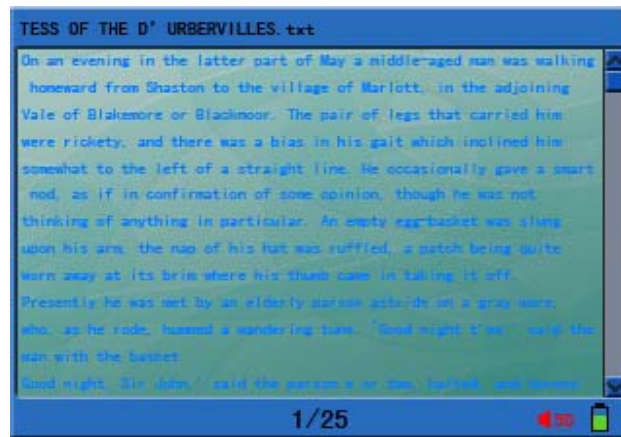 TESS OF THE D' URBERVILLES.txt
On an evening in the latter part of May a middle-aged man was walking
homeward from Shaston to the village of Marlott, in the adjoining
Vale of Blakemore or Blackmoor. The pair of legs that carried him
were rickety, and there was a bias in his gait which inclined him
somewhat to the left of a straight line. He occasionally gave a smart
nod, as if in confirmation of some opinion, though he was not
thinking of anything in particular. An empty egg-basket was slung
upon his arm, the nap of his hat was ruffled, a patch being quite
worn away at its brim where his thumb came in taking it off.
Presently he was met by an elderly parson astride on a gray mare,
who, as he rode, hummed a wandering tune. 'Good night t'ee,' said the
man with the basket
Good night, Sir John,' said the parson
1/25